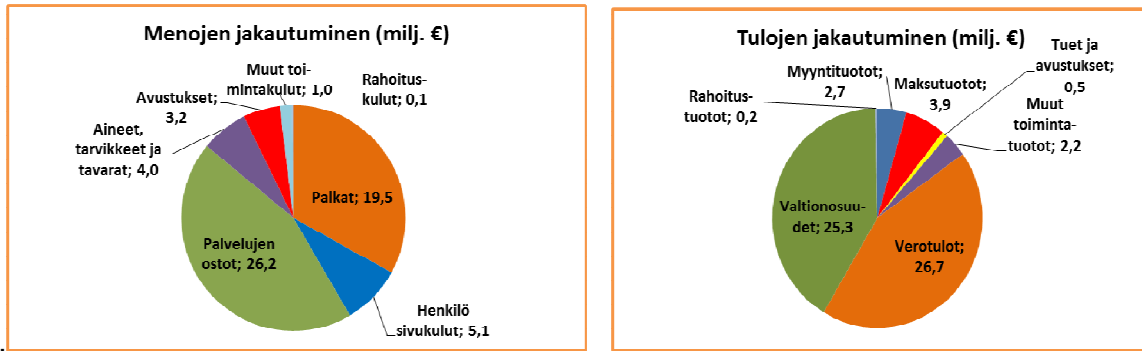 Menojen jakautuminen (milj. €)
Muut toi-
mintakulut; 1,0
Rahoitus-
kulut; 0,1
Avustukset;
3,2
Aineet,
tarvikkeet ja
tavarat; 4,0
Palkat; 19,5
Palvelujen
ostot; 26,2
Henkilö
sivukulut; 5,1
Tulojen jakautuminen (milj. €)
Tuet ja
avustukset;
0,5
Myyntituotot;
2,7
Maksutuotot;
3,9
Rahoitus-
tuotot; 0,2
Muut
toiminta-
tuotot; 2,2
Valtionosuu-
det; 25,3
Verotulot;
26,7